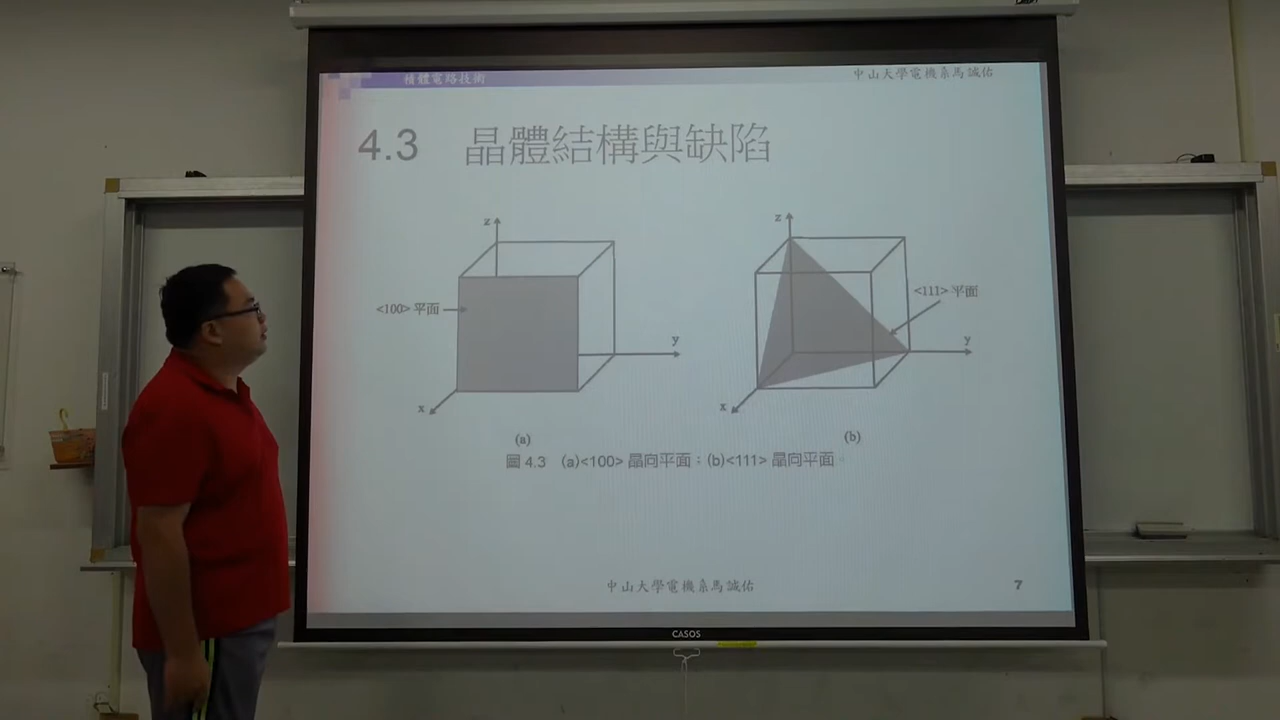 積體電路技術
中山大學電機系馬誠佑
4.3 晶體結構與缺陷
z
z
<100> 平面
<111> 平面
y
y
x
x
(a)
(b)
圖 4.3 (a)<100> 晶向平面；(b)<111> 晶向平面。
中山大學電機系馬誠佑
7
CASOS